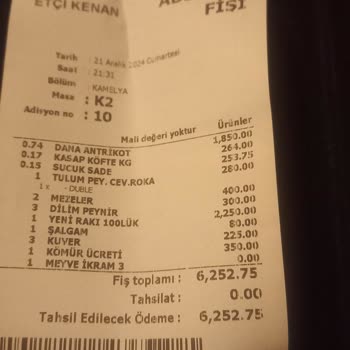 ETÇİ KENAN
FİŞİ
Tarih : 21 Aralık 2024 Cumartesi
Saat : 21:31
Bölüm : KAMELYA
Masa : K2
Adisyon no : 10
Mali değeri yoktur Ürünler
0.74 DANA ANTRİKOT 1,850.00
0.17 KASAP KÖFTE KG 264.00
0.15 SUCUK SADE 253.75
1 TULUM PEY. CEV.ROKA 280.00
1 x - DUBLE
2 MEZELER 400.00
3 DİLİM PEYNİR 300.00
1 YENİ RAKI 100LÜK 2,250.00
1 ŞALGAM 80.00
3 KUVER 225.00
1 KÖMÜR ÜCRETİ 350.00
1 MEYVE İKRAM 3 0.00
Fiş toplamı : 6,252.75
Tahsilat : 0.00
Tahsil Edilecek Ödeme : 6,252.75